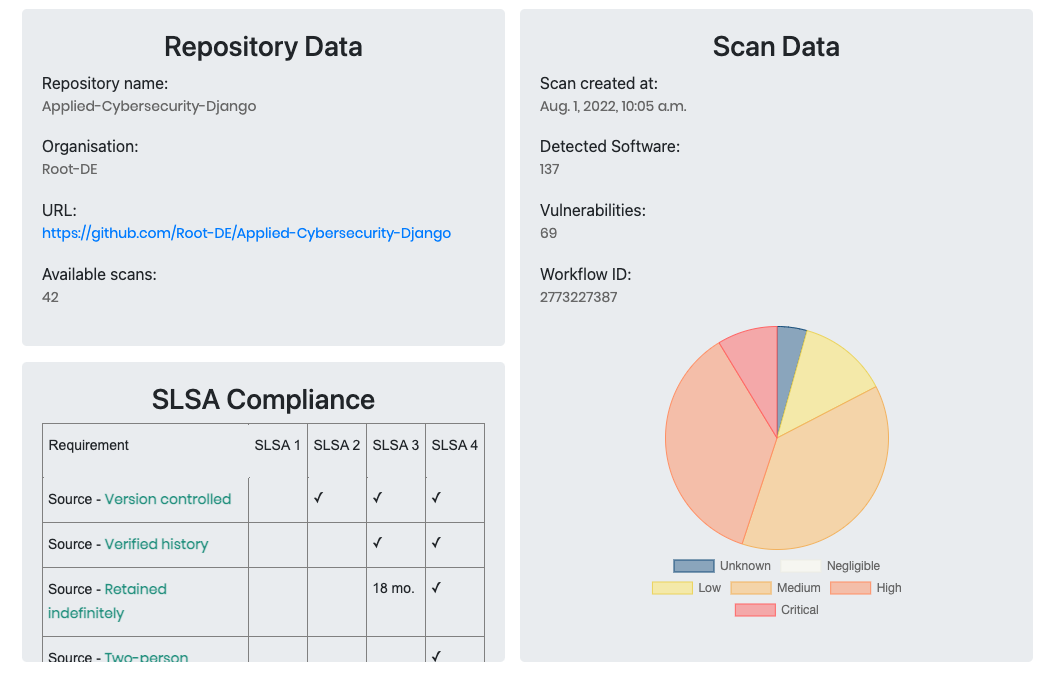 Repository Data
Repository name:
Applied-Cybersecurity-Django
Organisation:
Root-DE
URL:
https://github.com/Root-DE/Applied-Cybersecurity-Django
Available scans:
42
SLSA Compliance
Requirement SLSA 1 SLSA 2 SLSA 3 SLSA 4
Source - Version controlled ✓ ✓ ✓
Source - Verified history ✓ ✓
Source - Retained 18 mo. ✓
indefinitely
Source - Two-person ✓
Scan Data
Scan created at:
Aug. 1, 2022, 10:05 a.m.
Detected Software:
137
Vulnerabilities:
69
Workflow ID:
2773227387
Unknown Negligible
Low Medium High
Critical